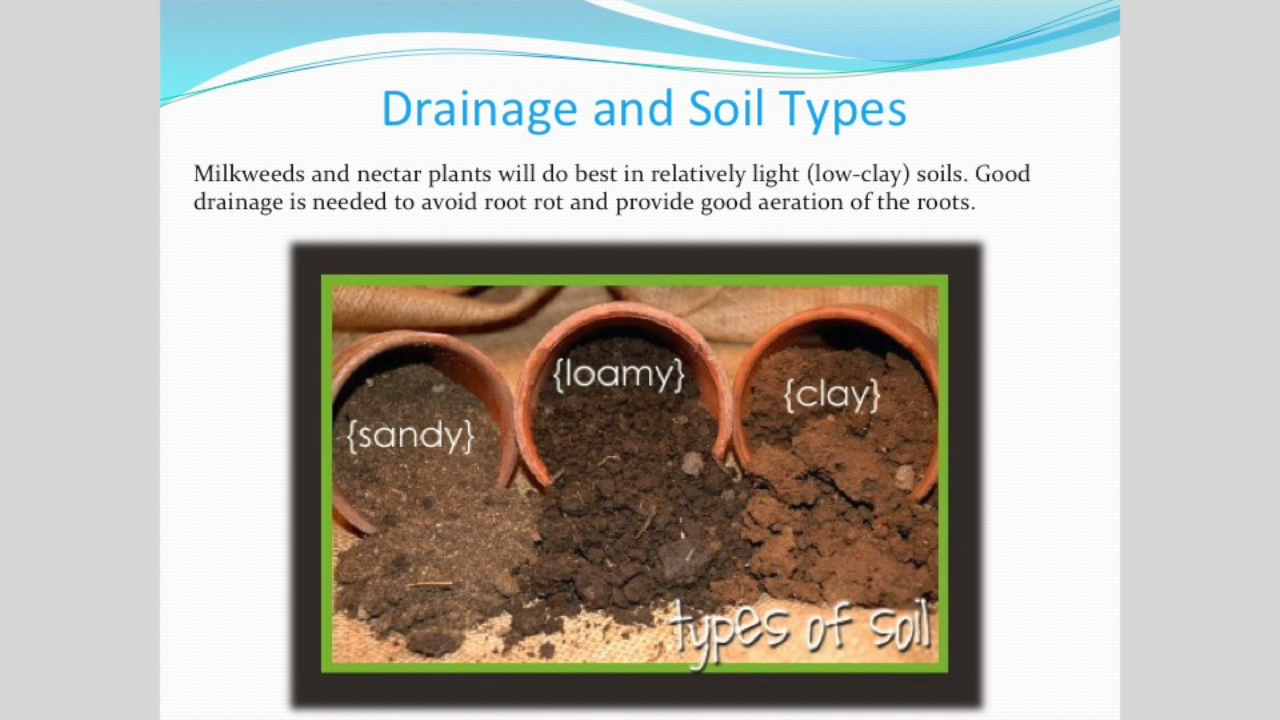 Drainage and Soil Types
Milkweeds and nectar plants will do best in relatively light (low-clay) soils. Good
drainage is needed to avoid root rot and provide good aeration of the roots.
{sandy}
{loamy}
{clay}
types of soil